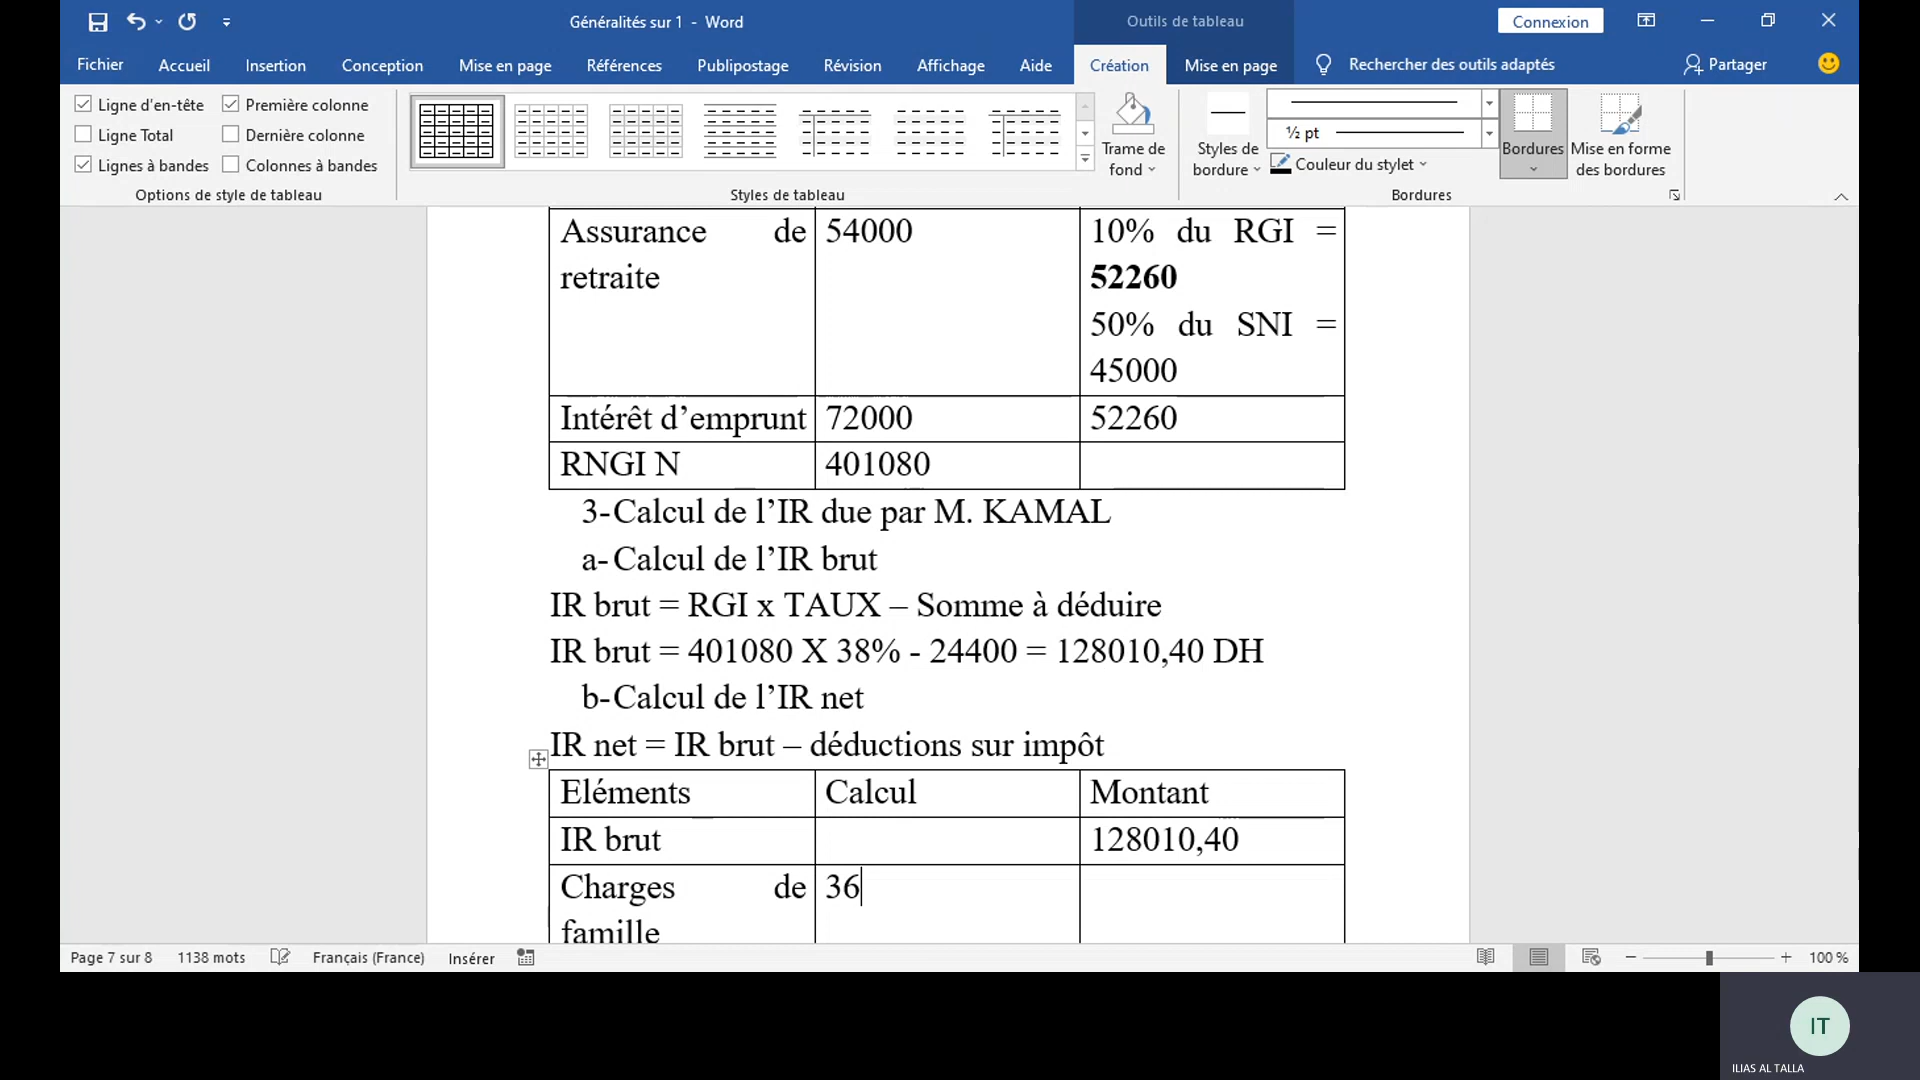 Généralités sur 1 - Word
Outils de tableau
Connexion
Fichier Accueil Insertion Conception Mise en page Références Publipostage Révision Affichage Aide Création Mise en page Rechercher des outils adaptés Partager
Ligne d'en-tête Première colonne
Ligne Total Dernière colonne
Lignes à bandes Colonnes à bandes
Options de style de tableau
Styles de tableau
Trame de fond
Styles de bordure
½ pt
Couleur du stylet
Bordures
Mise en forme des bordures
Bordures
Assurance de retraite
54000
10% du RGI =
52260
50% du SNI =
45000
Intérêt d’emprunt 72000 52260
RNGI N 401080
3-Calcul de l’IR due par M. KAMAL
a-Calcul de l’IR brut
IR brut = RGI x TAUX – Somme à déduire
IR brut = 401080 X 38% - 24400 = 128010,40 DH
b-Calcul de l’IR net
IR net = IR brut – déductions sur impôt
Eléments Calcul Montant
IR brut 128010,40
Charges de 36
famille
Page 7 sur 8 1138 mots Français (France) Insérer 100 %
IT
ILIAS AL TALLA